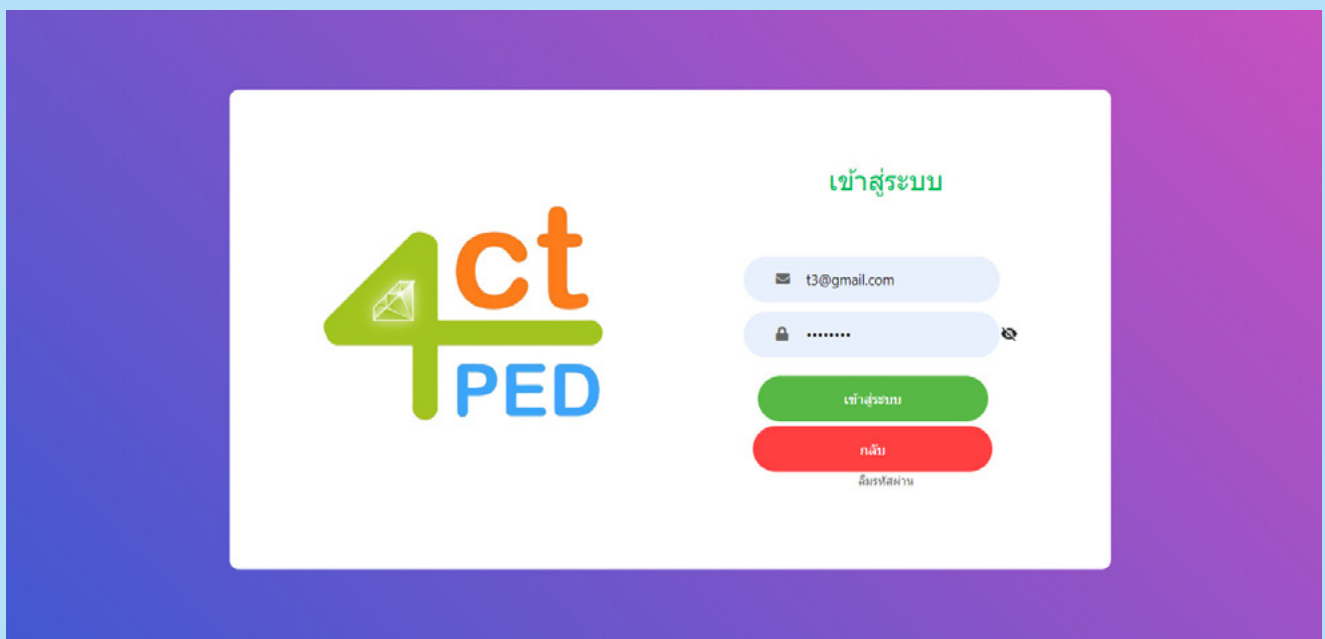 4ct
PED
เข้าสู่ระบบ
t3@gmail.com
........
เข้าสู่ระบบ
กลับ
ลืมรหัสผ่าน